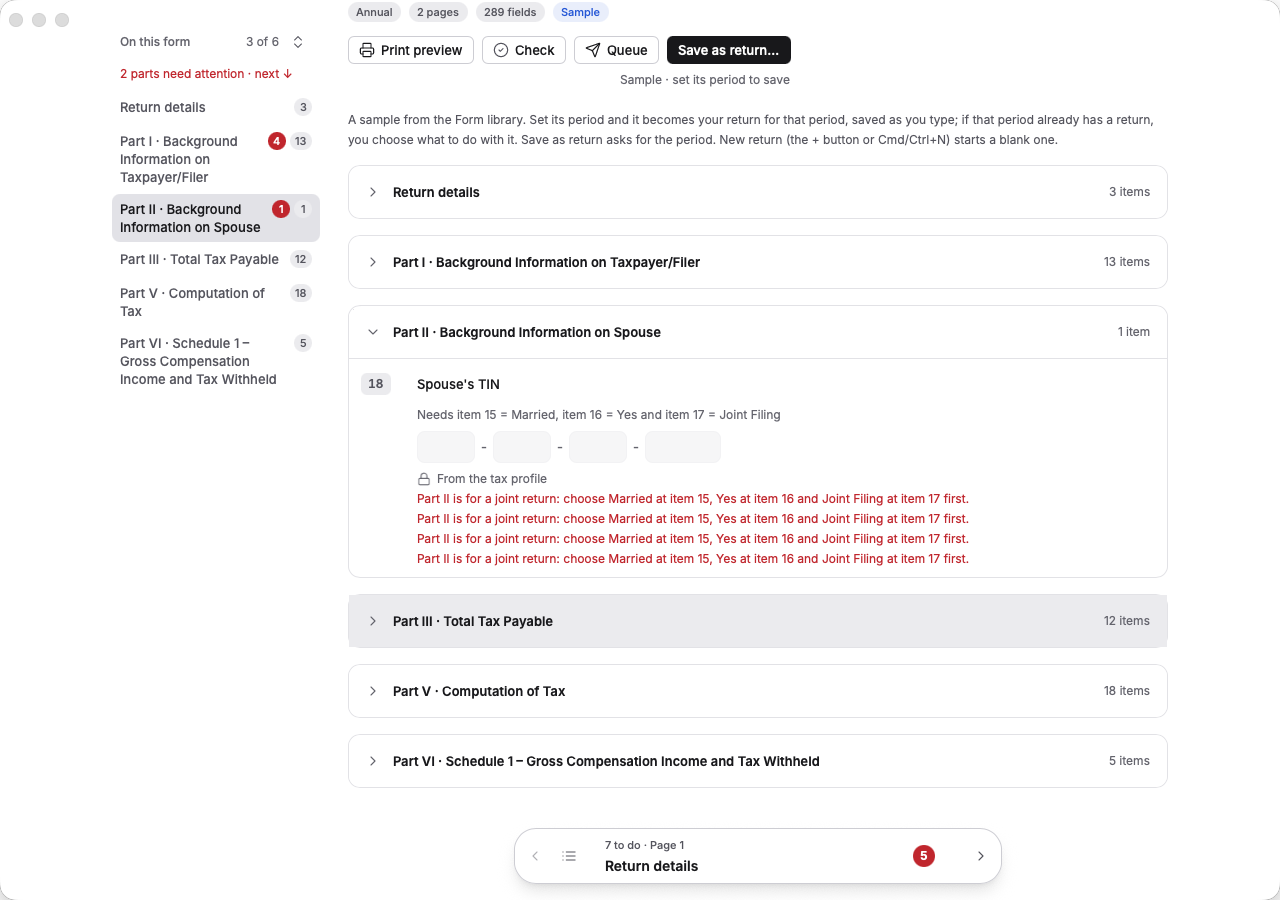 Annual
2 pages
289 fields
Sample
On this form
3 of 6
Print preview
Check
Queue
Save as return...
2 parts need attention · next ↓
Sample · set its period to save
Return details
3
A sample from the Form library. Set its period and it becomes your return for that period, saved as you type; if that period already has a return,
you choose what to do with it. Save as return asks for the period. New return (the + button or Cmd/Ctrl+N) starts a blank one.
Part I · Background
Information on
Taxpayer/Filer
4
13
Part II · Background
Information on Spouse
1
1
Part III · Total Tax Payable
12
Part V · Computation of
Tax
18
Part VI · Schedule 1 –
Gross Compensation
Income and Tax Withheld
5
Return details
3 items
Part I · Background Information on Taxpayer/Filer
13 items
Part II · Background Information on Spouse
1 item
18
Spouse's TIN
Needs item 15 = Married, item 16 = Yes and item 17 = Joint Filing
- - -
From the tax profile
Part II is for a joint return: choose Married at item 15, Yes at item 16 and Joint Filing at item 17 first.
Part II is for a joint return: choose Married at item 15, Yes at item 16 and Joint Filing at item 17 first.
Part II is for a joint return: choose Married at item 15, Yes at item 16 and Joint Filing at item 17 first.
Part II is for a joint return: choose Married at item 15, Yes at item 16 and Joint Filing at item 17 first.
Part III · Total Tax Payable
12 items
Part V · Computation of Tax
18 items
Part VI · Schedule 1 – Gross Compensation Income and Tax Withheld
5 items
7 to do · Page 1
Return details
5